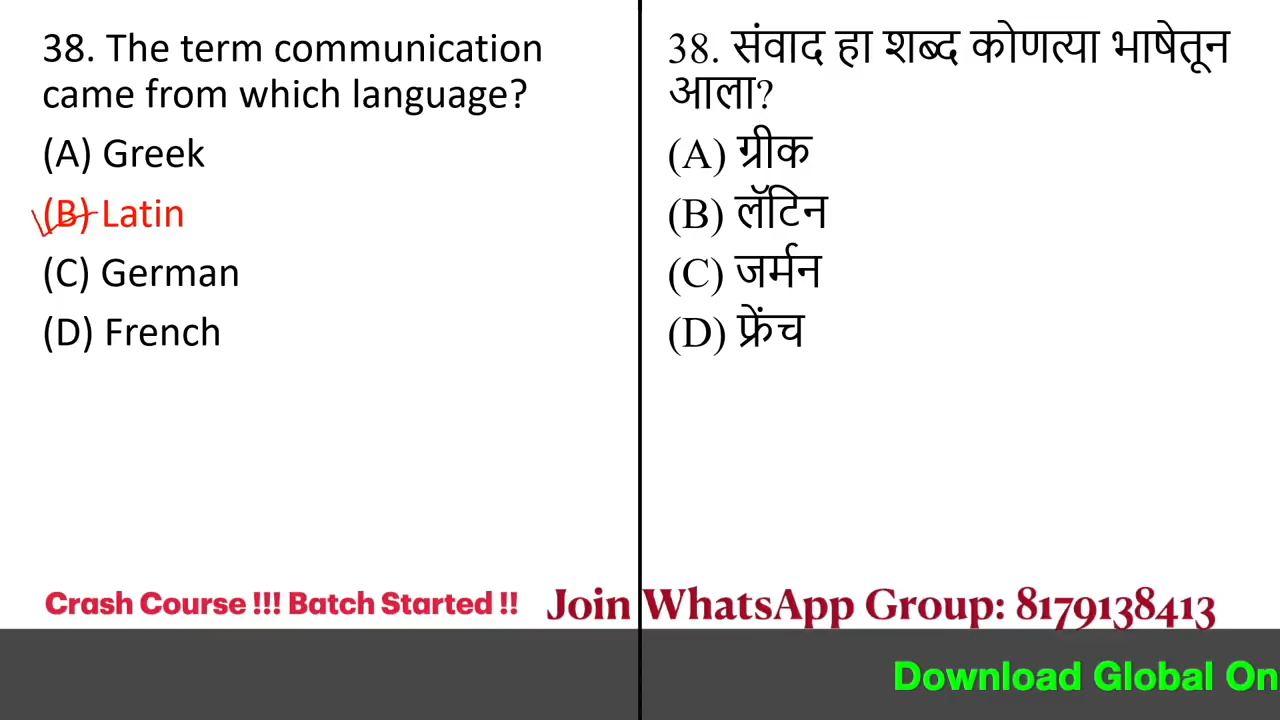 38. The term communication
came from which language?
(A) Greek
(B) Latin
(C) German
(D) French
38. संवाद हा शब्द कोणत्या भाषेतून
आला?
(A) ग्रीक
(B) लॅटिन
(C) जर्मन
(D) फ्रेंच
Crash Course !!! Batch Started !!
Join WhatsApp Group: 8179138413
Download Global On